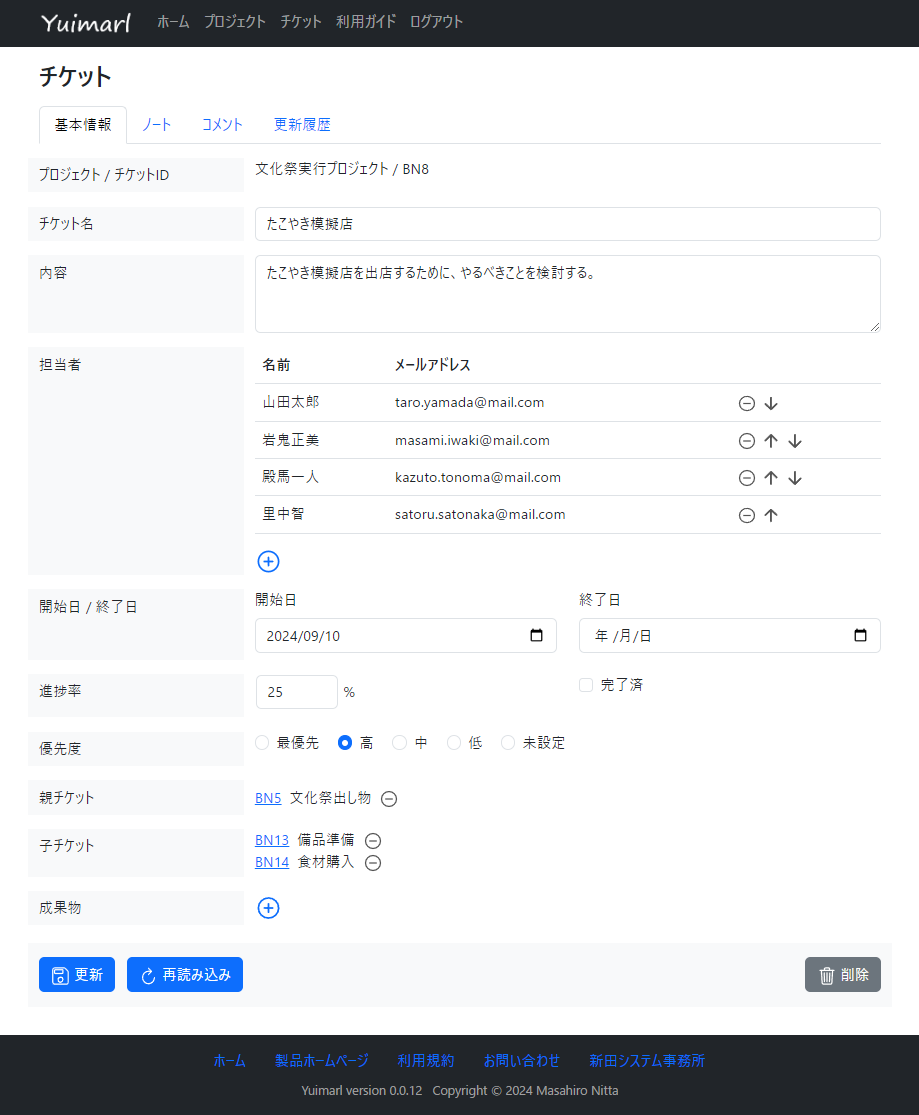 Yuimarl ホーム プロジェクト チケット 利用ガイド ログアウト
チケット
基本情報 ノート コメント 更新履歴
プロジェクト / チケットID 文化祭実行プロジェクト / BN8
チケット名 たこやき模擬店
内容 たこやき模擬店を出店するために、やるべきことを検討する。
担当者 名前 メールアドレス
山田太郎 taro.yamada@mail.com
岩鬼正美 masami.iwaki@mail.com
殿馬一人 kazuto.tonoma@mail.com
里中智 satoru.satonaka@mail.com
開始日 / 終了日 開始日 終了日
2024/09/10 年 /月/日
進捗率 25 % 完了済
優先度 最優先 高 中 低 未設定
親チケット BN5 文化祭出し物
子チケット BN13 備品準備
BN14 食材購入
成果物
更新 再読み込み 削除
ホーム 製品ホームページ 利用規約 お問い合わせ 新田システム事務所
Yuimarl version 0.0.12 Copyright © 2024 Masahiro Nitta